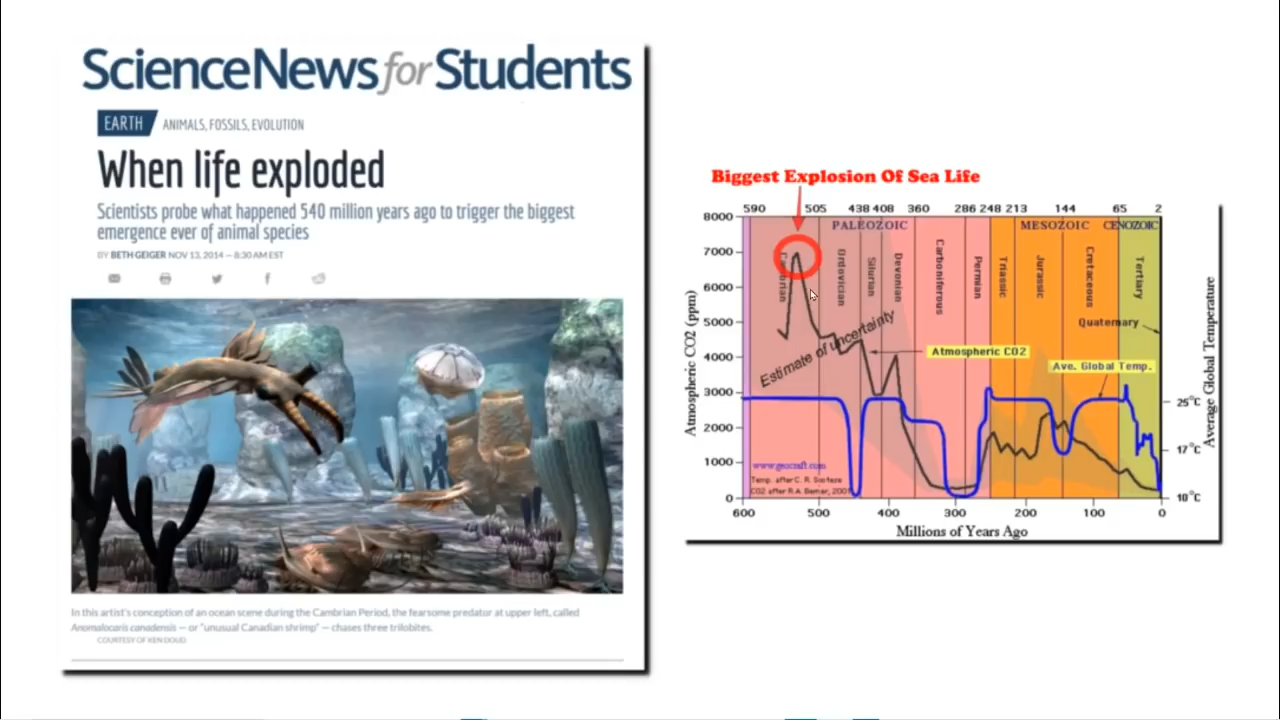 ScienceNews for Students
EARTH ANIMALS, FOSSILS, EVOLUTION
When life exploded
Scientists probe what happened 540 million years ago to trigger the biggest
emergence ever of animal species
BY BETH GEIGER NOV 13, 2014 — 8:30 AM EST
In this artist's conception of an ocean scene during the Cambrian Period, the fearsome predator at upper left, called
Anomalocaris canadensis — or "unusual Canadian shrimp" — chases three trilobites.
COURTESY OF KEN DOUD
Biggest Explosion Of Sea Life
590 505 438 408 360 286 248 213 144 65 2
PALEOZOIC MESOZOIC CENOZOIC
8000
7000
6000
5000
4000
3000
2000
1000
0
Atmospheric CO2 (ppm)
Cambrian
Ordovician
Silurian
Devonian
Carboniferous
Permian
Triassic
Jurassic
Cretaceous
Tertiary
Quaternary
Estimate of uncertainty
Atmospheric CO2
Ave. Global Temp.
25°C
17°C
10°C
Average Global Temperature
www.geocraft.com
Temp. after C. R. Scotese
CO2 after R.A. Berner, 2001
600 500 400 300 200 100 0
Millions of Years Ago